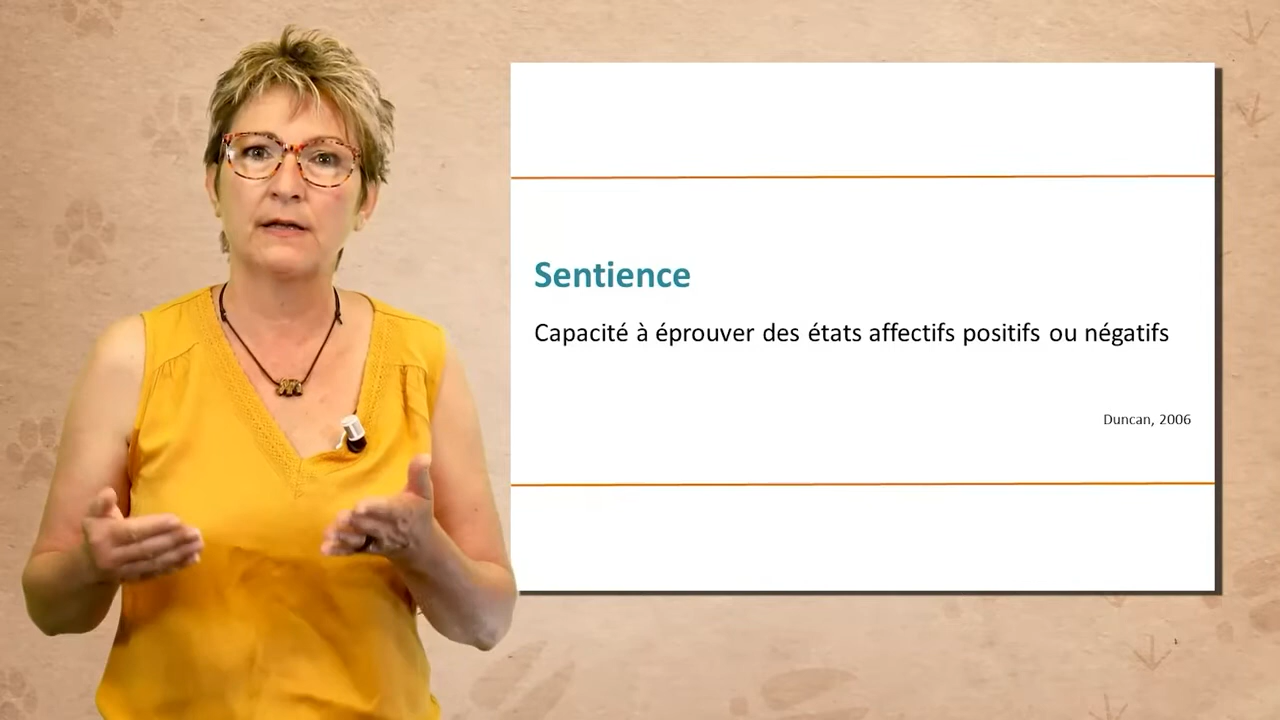 Sentience
Capacité à éprouver des états affectifs positifs ou négatifs
Duncan, 2006